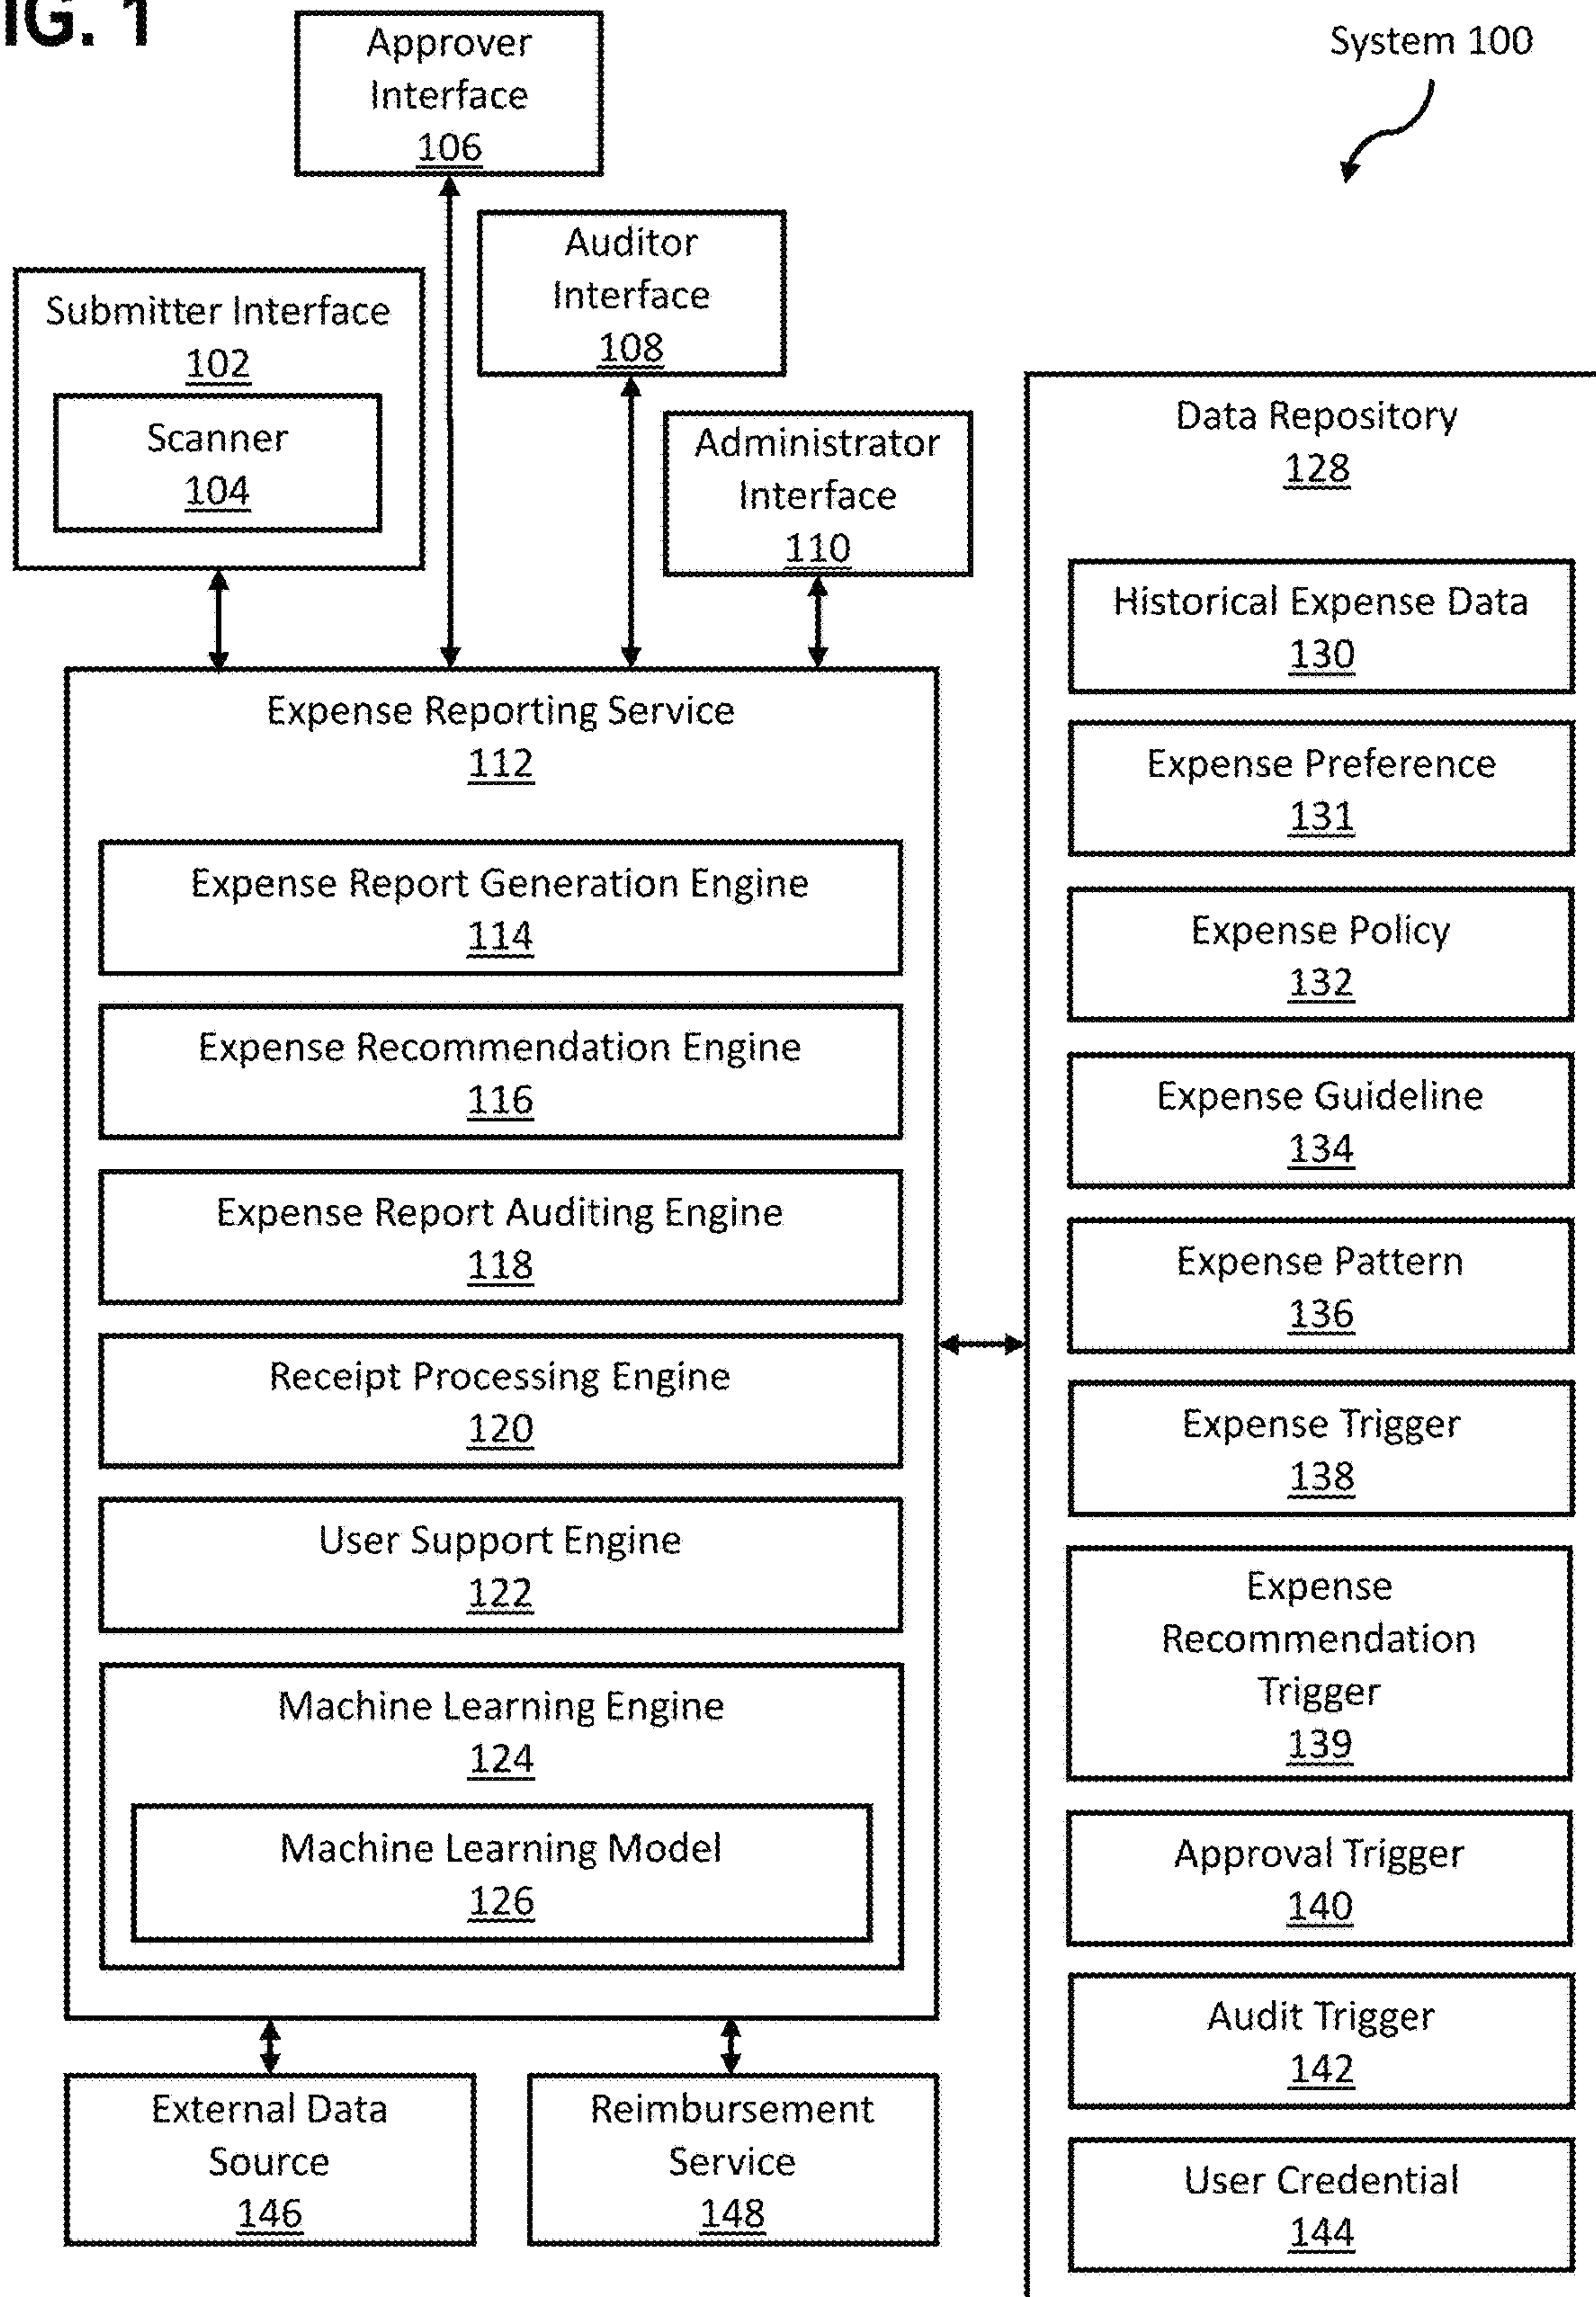 IG. 1
System 100
Approver
Interface
106
Auditor
Interface
108
Submitter Interface
102
Scanner
104
Administrator
Interface
110
Expense Reporting Service
112
Expense Report Generation Engine
114
Expense Recommendation Engine
116
Expense Report Auditing Engine
118
Receipt Processing Engine
120
User Support Engine
122
Machine Learning Engine
124
Machine Learning Model
126
External Data
Source
146
Reimbursement
Service
148
Data Repository
128
Historical Expense Data
130
Expense Preference
131
Expense Policy
132
Expense Guideline
134
Expense Pattern
136
Expense Trigger
138
Expense
Recommendation
Trigger
139
Approval Trigger
140
Audit Trigger
142
User Credential
144